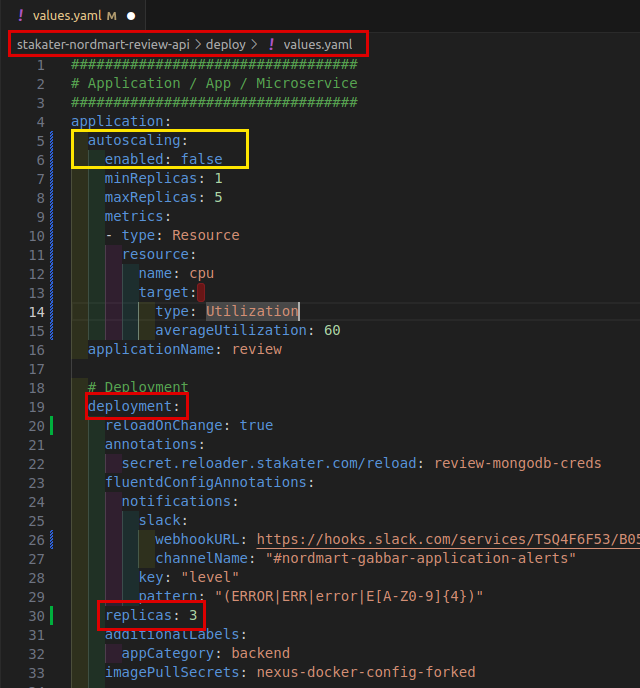 ! values.yaml M ●
stakater-nordmart-review-api > deploy > ! values.yaml
1 ##################################
2 # Application / App / Microservice
3 ##################################
4 application:
5 autoscaling:
6 enabled: false
7 minReplicas: 1
8 maxReplicas: 5
9 metrics:
10 - type: Resource
11 resource:
12 name: cpu
13 target:
14 type: Utilization
15 averageUtilization: 60
16 applicationName: review
17
18 # Deployment
19 deployment:
20 reloadOnChange: true
21 annotations:
22 secret.reloader.stakater.com/reload: review-mongodb-creds
23 fluentdConfigAnnotations:
24 notifications:
25 slack:
26 webhookURL: https://hooks.slack.com/services/TSQ4F6F53/B05
27 channelName: "#nordmart-gabbar-application-alerts"
28 key: "level"
29 pattern: "(ERROR|ERR|error|E[A-Z0-9]{4})"
30 replicas: 3
31 additionalLabels:
32 appCategory: backend
33 imagePullSecrets: nexus-docker-config-forked